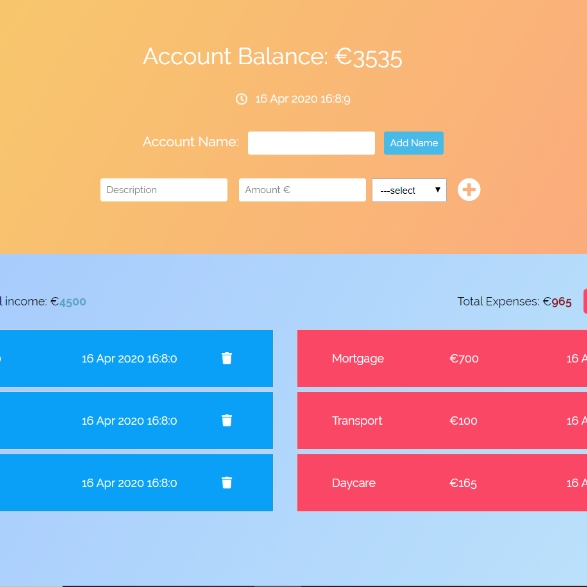 Account Balance: €3535
16 Apr 2020 16:8:9
Account Name: Add Name
Description Amount € ---select
income: €4500 Total Expenses: €965
16 Apr 2020 16:8:0 Mortgage €700 16
16 Apr 2020 16:8:0 Transport €100 16
16 Apr 2020 16:8:0 Daycare €165 16